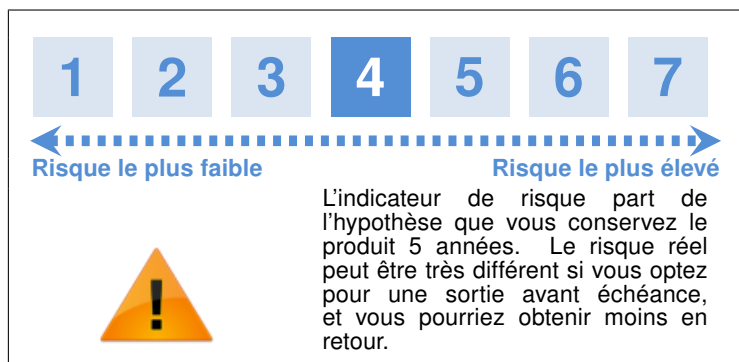 1 2 3 4 5 6 7
Risque le plus faible Risque le plus élevé
L'indicateur de risque part de
l'hypothèse que vous conservez le
produit 5 années. Le risque réel
peut être très différent si vous optez
pour une sortie avant échéance,
et vous pourriez obtenir moins en
retour.